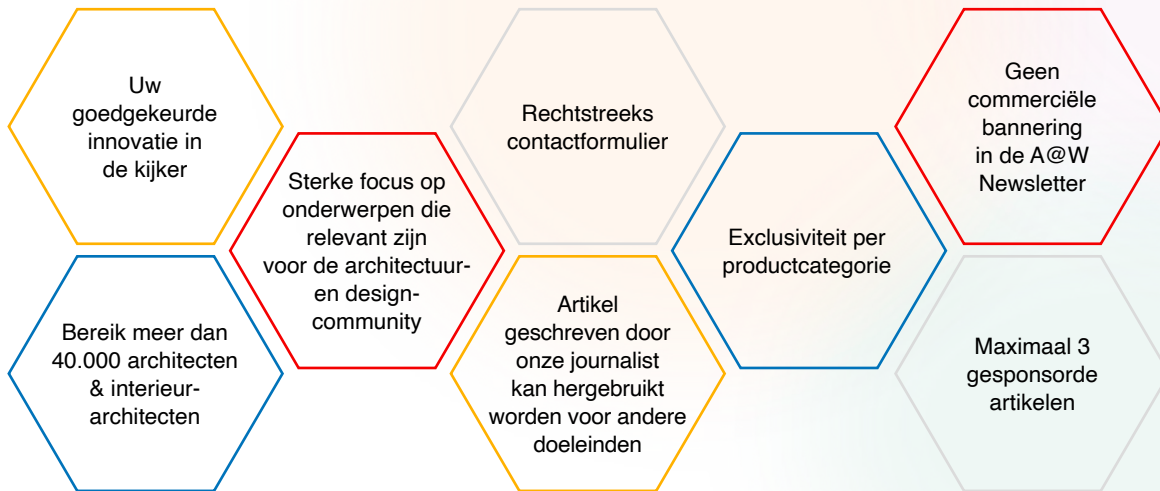 Uw
goedgekeurde
innovatie in
de kijker
Bereik meer dan
40.000 architecten
& interieur-
architecten
Sterke focus op
onderwerpen die
relevant zijn
voor de architectuur-
en design-
community
Rechtstreeks
contactformulier
Artikel
geschreven door
onze journalist
kan hergebruikt
worden voor andere
doeleinden
Exclusiviteit per
productcategorie
Geen
commerciële
bannering
in de A@W
Newsletter
Maximaal 3
gesponsorde
artikelen